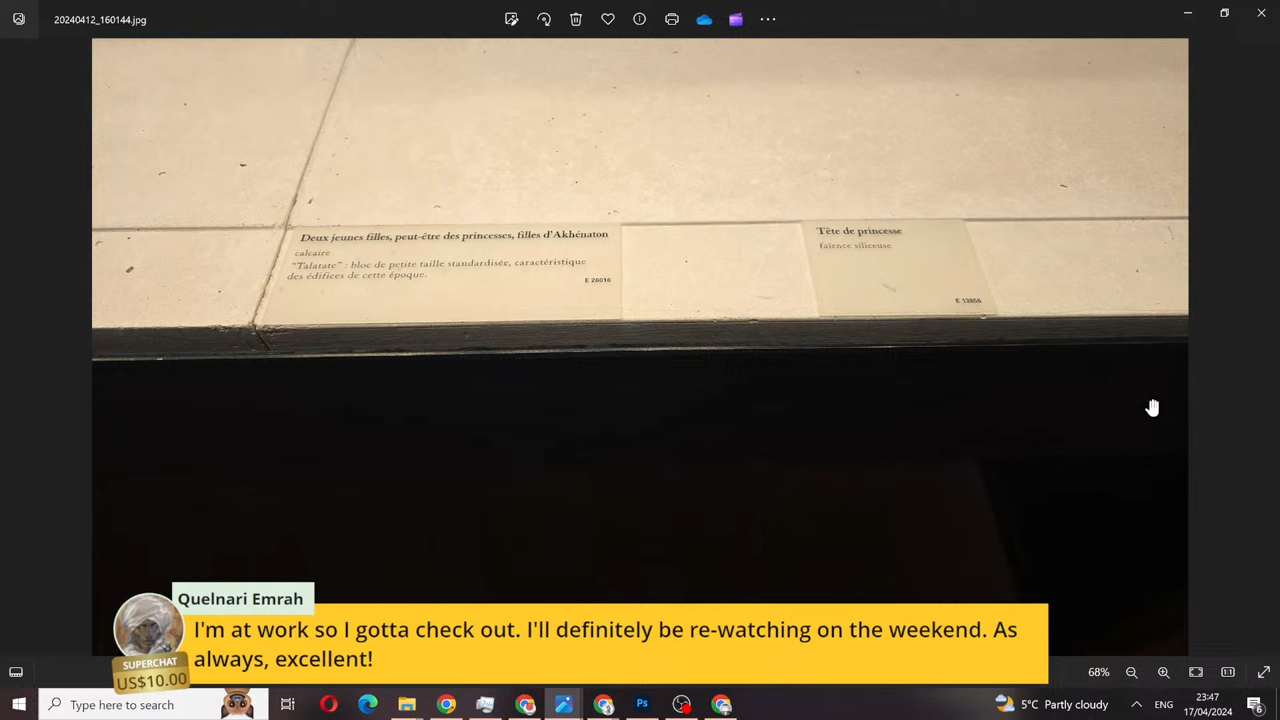 20240412_160144.jpg
Deux jeunes filles, peut-être des princesses, filles d'Akhénaton
calcaire
"Talatate" : bloc de petite taille standardisée, caractéristique
des édifices de cette époque.
E 26016
Tête de princesse
faïence siliceuse
E 13856
Quelnari Emrah
I'm at work so I gotta check out. I'll definitely be re-watching on the weekend. As
always, excellent!
SUPERCHAT
US$10.00
68%
Type here to search
5°C Partly cloudy
ENG
23:47
17/04/2024
6